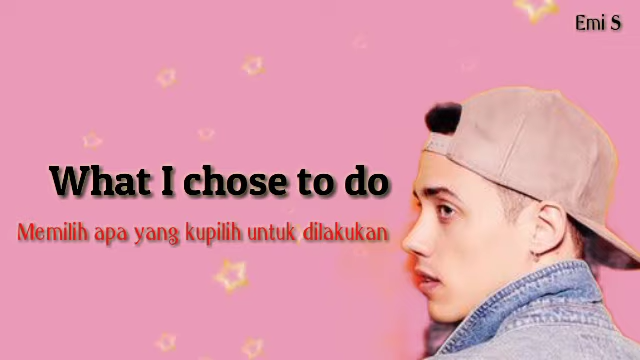 Emi S
What I chose to do
Memilih apa yang kupilih untuk dilakukan